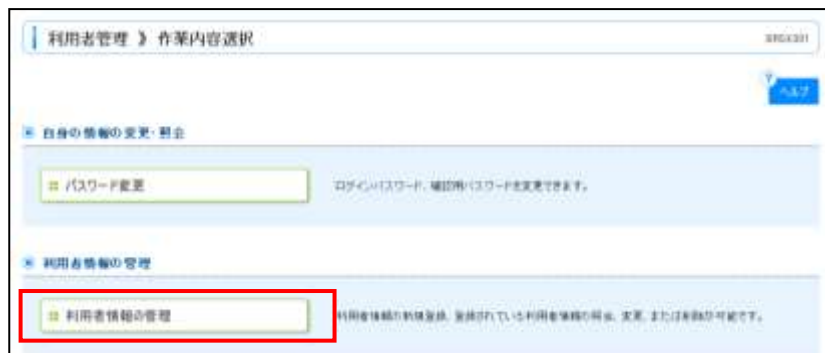 利用者管理 》 作業内容選択
ヘルプ
自身の情報の変更・照会
パスワード変更
ログインパスワード、確認用パスワードを変更できます。
利用者情報の管理
利用者情報の管理
利用者情報の新規登録、登録されている利用者情報の照会、変更、または削除が可能です。